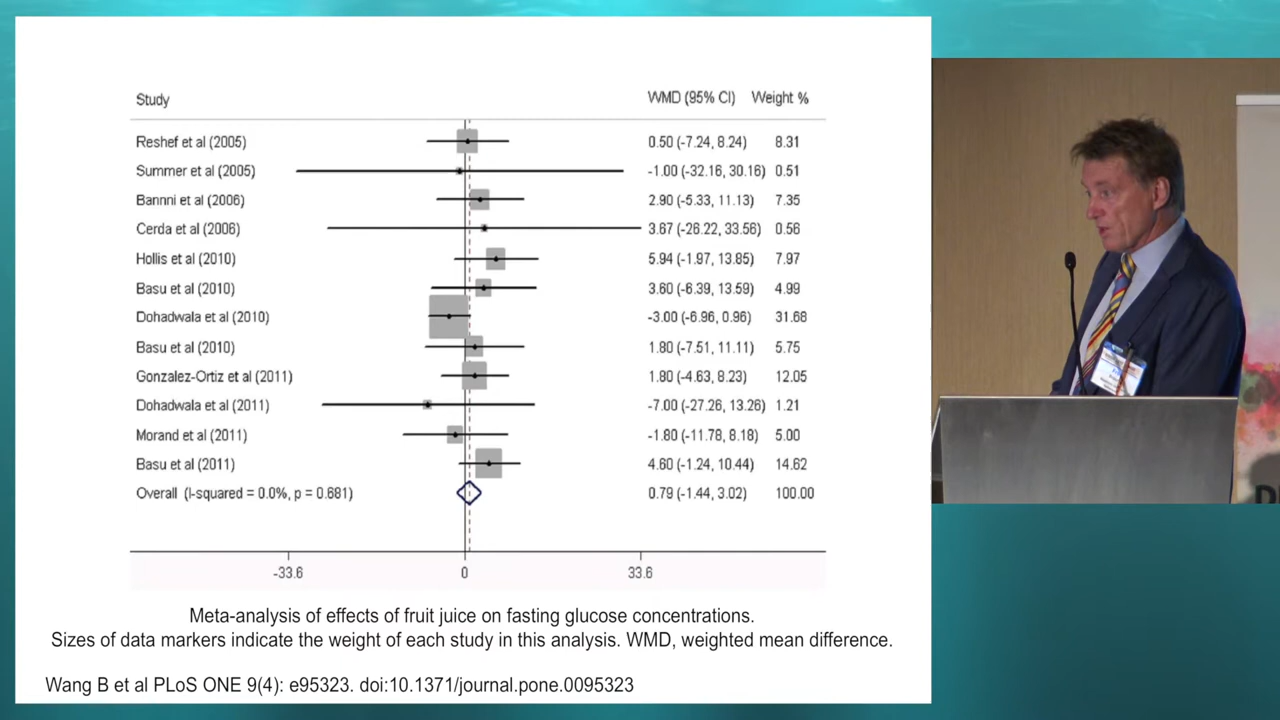 Study WMD (95% CI) Weight %
Reshef et al (2005) 0.50 (-7.24, 8.24) 8.31
Summer et al (2005) -1.00 (-32.16, 30.16) 0.51
Bannni et al (2006) 2.90 (-5.33, 11.13) 7.35
Cerda et al (2006) 3.67 (-26.22, 33.56) 0.56
Hollis et al (2010) 5.94 (-1.97, 13.85) 7.97
Basu et al (2010) 3.60 (-6.39, 13.59) 4.99
Dohadwala et al (2010) -3.00 (-6.96, 0.96) 31.68
Basu et al (2010) 1.80 (-7.51, 11.11) 5.75
Gonzalez-Ortiz et al (2011) 1.80 (-4.63, 8.23) 12.05
Dohadwala et al (2011) -7.00 (-27.26, 13.26) 1.21
Morand et al (2011) -1.80 (-11.78, 8.18) 5.00
Basu et al (2011) 4.60 (-1.24, 10.44) 14.62
Overall (I-squared = 0.0%, p = 0.681) 0.79 (-1.44, 3.02) 100.00
-33.6 0 33.6
Meta-analysis of effects of fruit juice on fasting glucose concentrations.
Sizes of data markers indicate the weight of each study in this analysis. WMD, weighted mean difference.
Wang B et al PLoS ONE 9(4): e95323. doi:10.1371/journal.pone.0095323